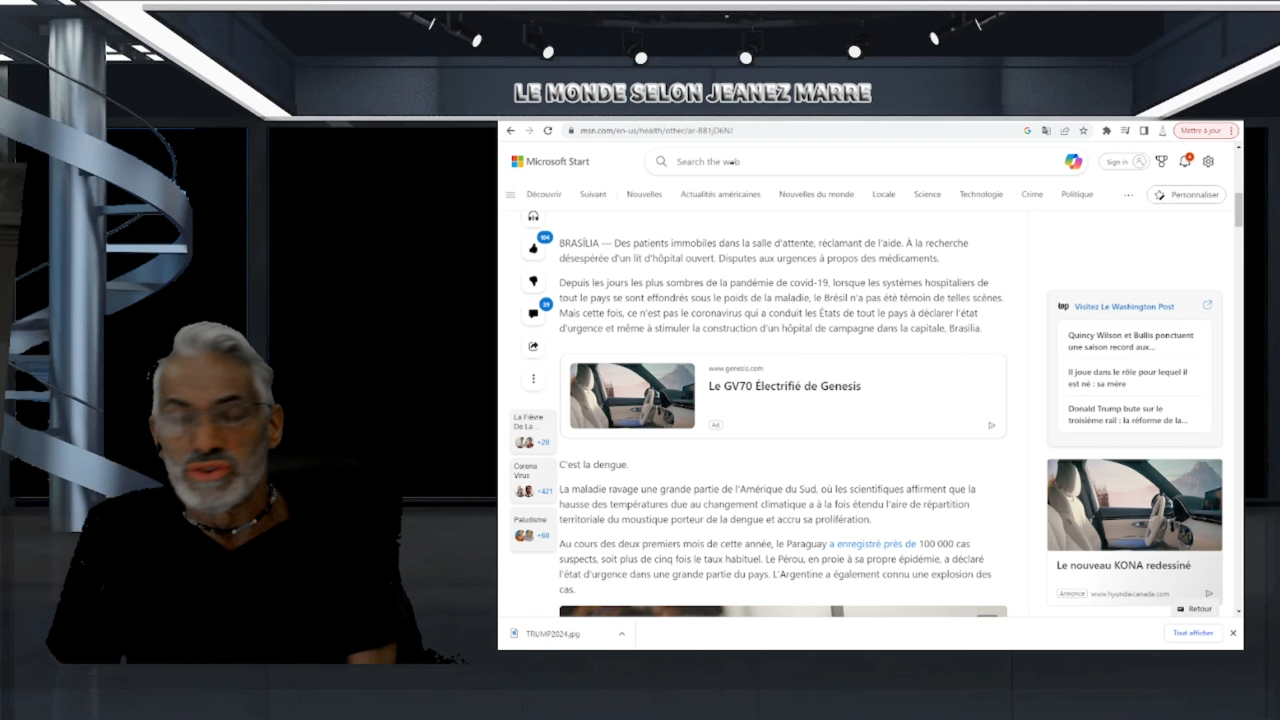 LE MONDE SELON JEANEZ MARRE
msn.com/en-us/health/other/ar-BB1jD6NJ
Mettre à jour
Microsoft Start
Search the web
Sign in
4
Découvrir Suivant Nouvelles Actualités américaines Nouvelles du monde Locale Science Technologie Crime Politique ... Personnaliser
104
39
BRASÍLIA — Des patients immobiles dans la salle d'attente, réclamant de l'aide. À la recherche
désespérée d'un lit d'hôpital ouvert. Disputes aux urgences à propos des médicaments.
Depuis les jours les plus sombres de la pandémie de covid-19, lorsque les systèmes hospitaliers de
tout le pays se sont effondrés sous le poids de la maladie, le Brésil n'a pas été témoin de telles scènes.
Mais cette fois, ce n'est pas le coronavirus qui a conduit les États de tout le pays à déclarer l'état
d'urgence et même à stimuler la construction d'un hôpital de campagne dans la capitale, Brasilia.
www.genesis.com
Le GV70 Électrifié de Genesis
Ad
La Fièvre
De La...
+20
Corona
Virus
+421
Paludisme
+60
C'est la dengue.
La maladie ravage une grande partie de l'Amérique du Sud, où les scientifiques affirment que la
hausse des températures due au changement climatique a à la fois étendu l'aire de répartition
territoriale du moustique porteur de la dengue et accru sa prolifération.
Au cours des deux premiers mois de cette année, le Paraguay a enregistré près de 100 000 cas
suspects, soit plus de cinq fois le taux habituel. Le Pérou, en proie à sa propre épidémie, a déclaré
l'état d'urgence dans une grande partie du pays. L'Argentine a également connu une explosion des
cas.
wp Visitez Le Washington Post
Quincy Wilson et Bullis ponctuent
une saison record aux...
Il joue dans le rôle pour lequel il
est né : sa mère
Donald Trump bute sur le
troisième rail : la réforme de la...
Le nouveau KONA redessiné
Annonce www.hyundaicanada.com
Retour
TRUMP2024.jpg
Tout afficher